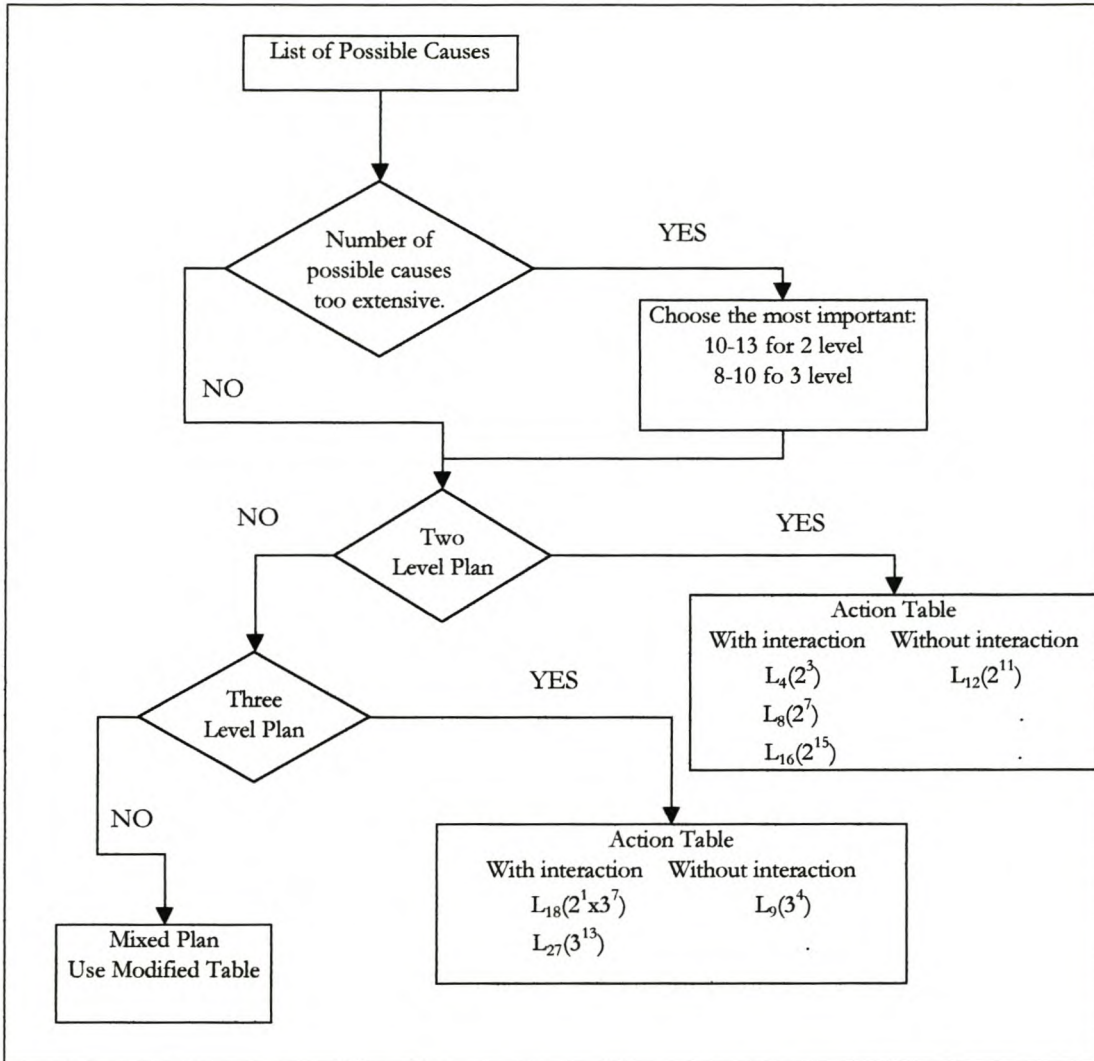 List of Possible Causes
Number of
possible causes
too extensive.
YES
Choose the most important:
10-13 for 2 level
8-10 fo 3 level
NO
Two
Level Plan
NO
YES
Action Table
With interaction Without interaction
L₄(2³) L₁₂(2¹¹)
L₈(2⁷) .
L₁₆(2¹⁵) .
Three
Level Plan
YES
NO
Action Table
With interaction Without interaction
L₁₈(2¹x3⁷) L₉(3⁴)
L₂₇(3¹³) .
Mixed Plan
Use Modified Table